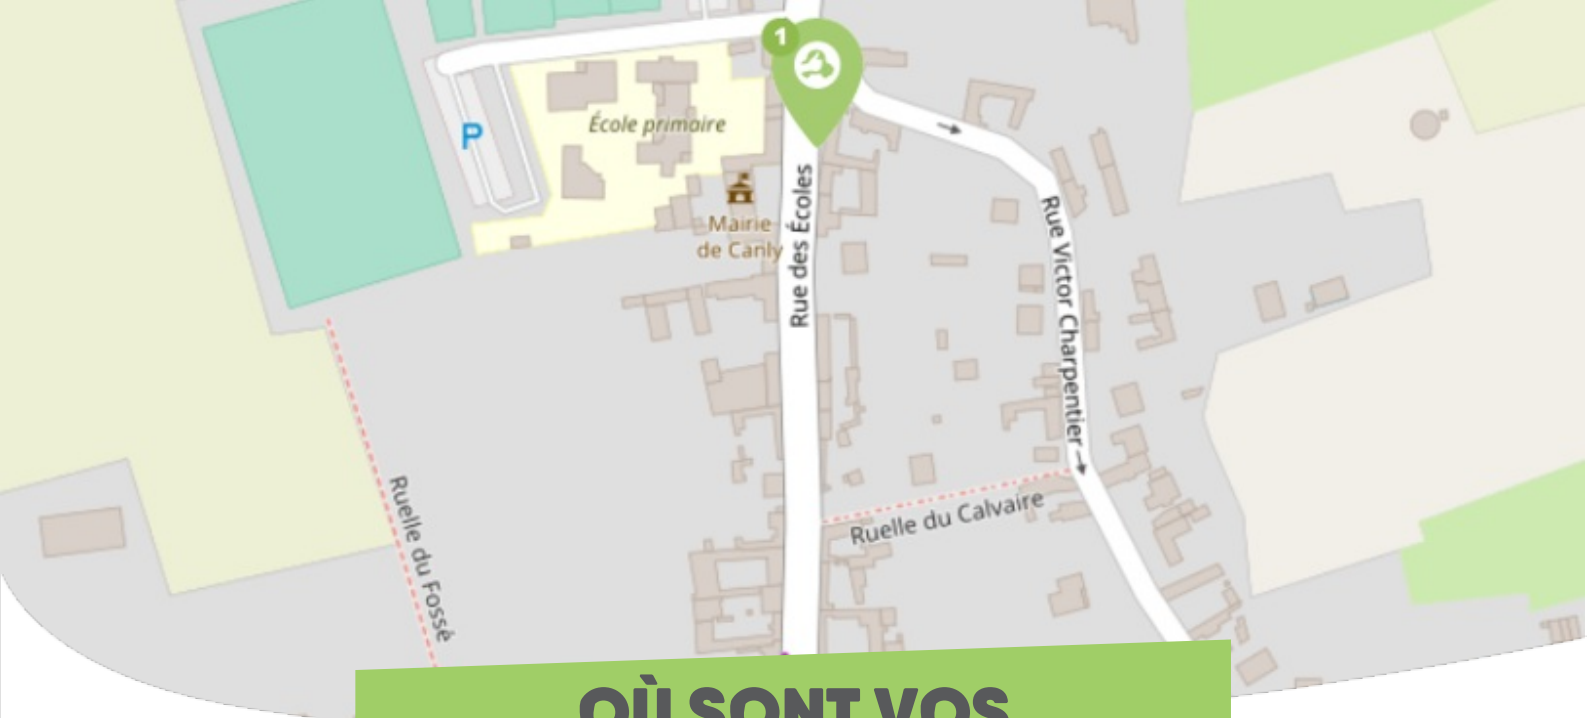 1
École primaire
P
Mairie
de Canly
Rue des Écoles
Rue Victor Charpentier
Ruelle du Calvaire
Ruelle du Fossé
OÙ SONT VOS